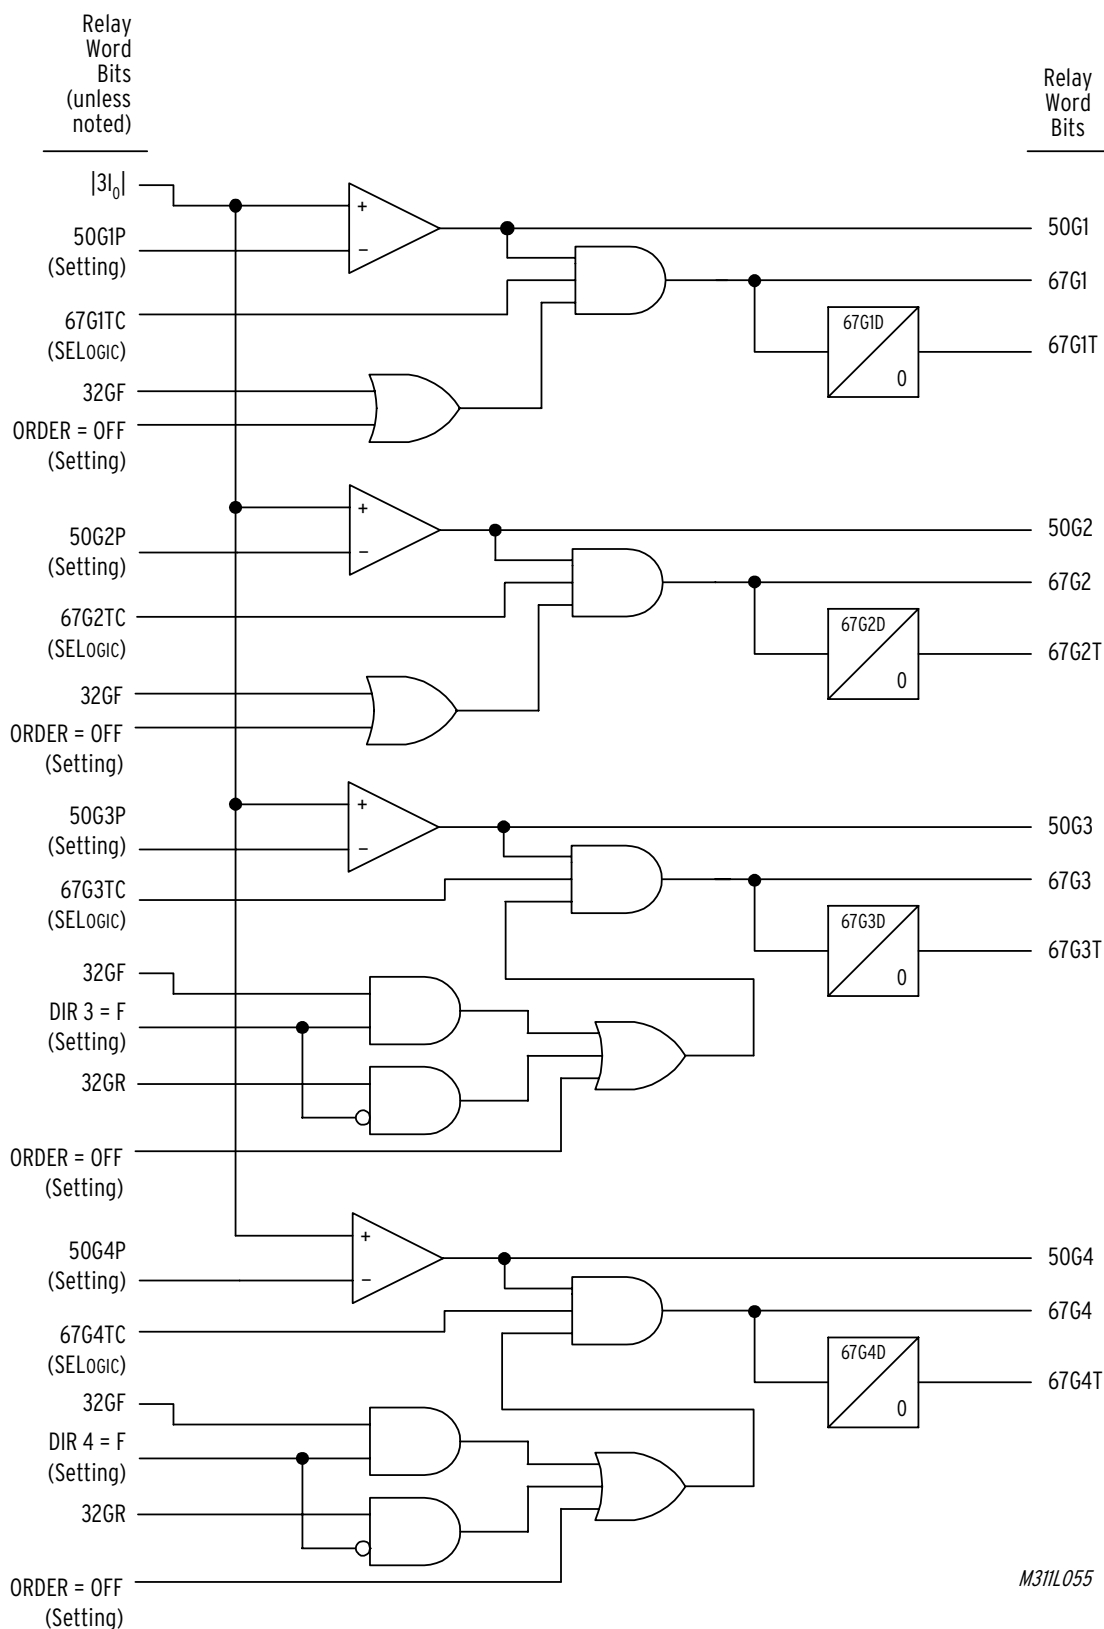 Relay
Word
Bits
(unless
noted)
Relay
Word
Bits
|3I0|
+
50G1
50G1P
(Setting)
–
67G1
67G1TC
(SELOGIC)
67G1D
0
67G1T
32GF
ORDER = OFF
(Setting)
+
50G2
50G2P
(Setting)
–
67G2
67G2TC
(SELOGIC)
67G2D
0
67G2T
32GF
ORDER = OFF
(Setting)
+
50G3
50G3P
(Setting)
–
67G3
67G3TC
(SELOGIC)
67G3D
0
67G3T
32GF
DIR 3 = F
(Setting)
32GR
ORDER = OFF
(Setting)
+
50G4
50G4P
(Setting)
–
67G4
67G4TC
(SELOGIC)
67G4D
0
67G4T
32GF
DIR 4 = F
(Setting)
32GR
ORDER = OFF
(Setting)
M311L055